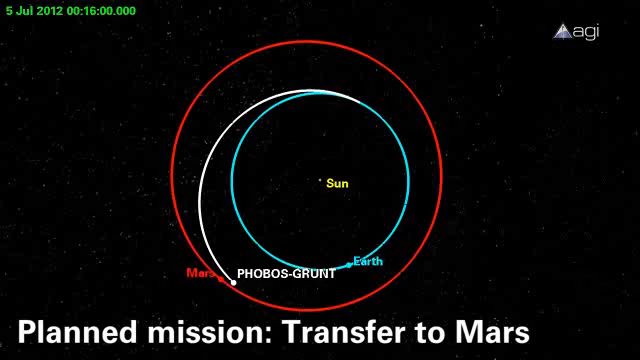 5 Jul 2012 00:16:00.000
agi
Sun
Earth
Mars
PHOBOS-GRUNT
Planned mission: Transfer to Mars